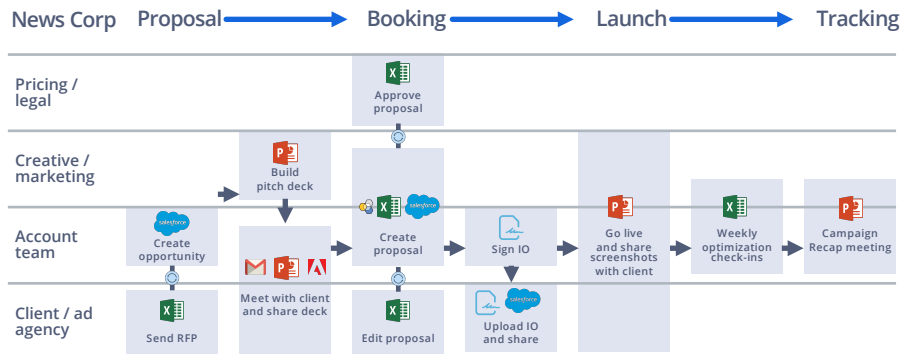 News Corp Proposal Booking Launch Tracking
Pricing /
legal
Approve
proposal
Creative /
marketing
Build
pitch deck
Account
team
salesforce
Create
opportunity
Meet with client
and share deck
salesforce
Create
proposal
Sign IO
Go live
and share
screenshots
with client
Weekly
optimization
check-ins
Campaign
Recap meeting
Client / ad
agency
Send RFP
Edit proposal
salesforce
Upload IO
and share